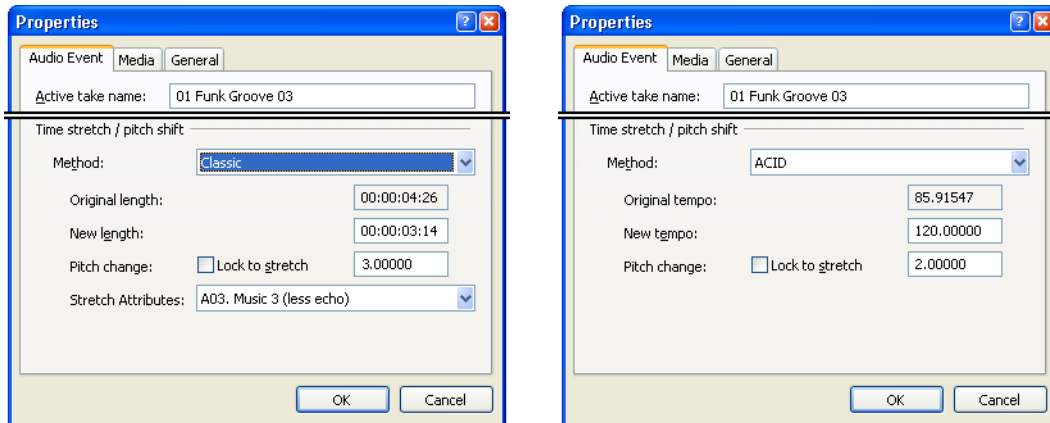 Properties
Audio Event Media General
Active take name: 01 Funk Groove 03
Time stretch / pitch shift
Method: Classic
Original length: 00:00:04:26
New length: 00:00:03:14
Pitch change: Lock to stretch 3.00000
Stretch Attributes: A03. Music 3 (less echo)
OK Cancel
Properties
Audio Event Media General
Active take name: 01 Funk Groove 03
Time stretch / pitch shift
Method: ACID
Original tempo: 85.91547
New tempo: 120.00000
Pitch change: Lock to stretch 2.00000
OK Cancel